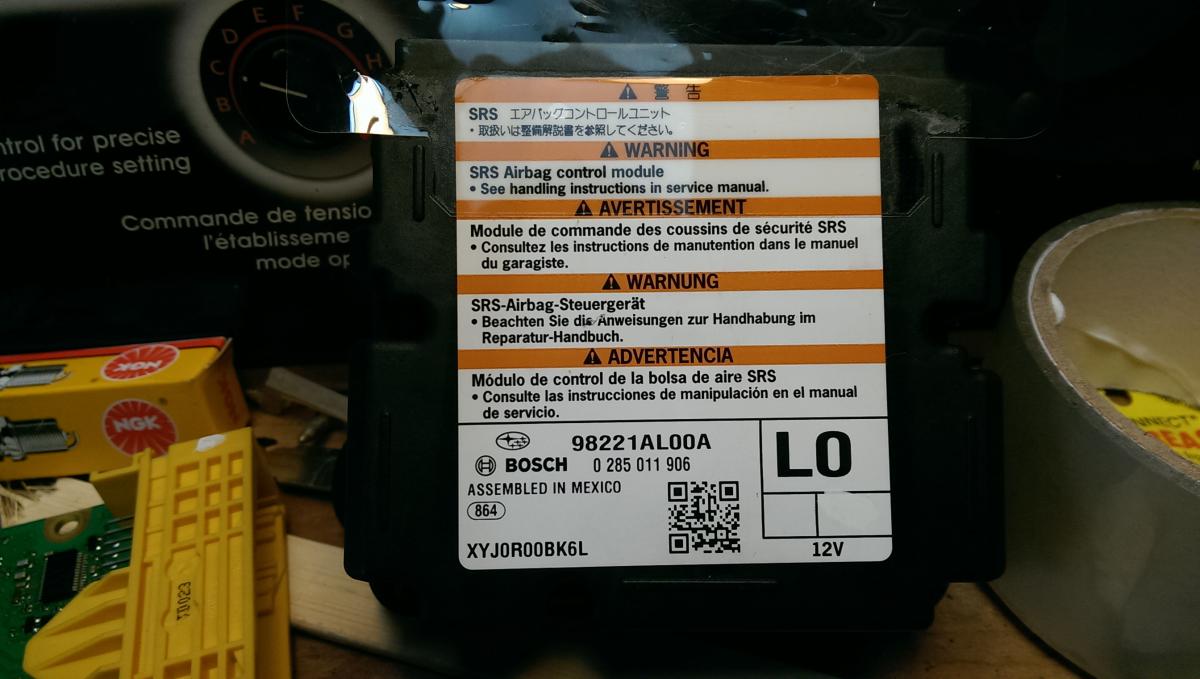 A B C D E F G H
ntrol for precise
rocedure setting
Commande de tensio
l'établisseme
mode op
警告
SRS エアバッグコントロールユニット
・取扱いは整備解説書を参照してください。
WARNING
SRS Airbag control module
• See handling instructions in service manual.
AVERTISSEMENT
Module de commande des coussins de sécurité SRS
• Consultez les instructions de manutention dans le manuel
du garagiste.
WARNUNG
SRS-Airbag-Steuergerät
• Beachten Sie die Anweisungen zur Handhabung im
Reparatur-Handbuch.
ADVERTENCIA
Módulo de control de la bolsa de aire SRS
• Consulte las instrucciones de manipulación en el manual
de servicio.
98221AL00A
BOSCH 0 285 011 906
ASSEMBLED IN MEXICO
864
XYJ0R00BK6L
L0
12V
NGK
NGK
YD023